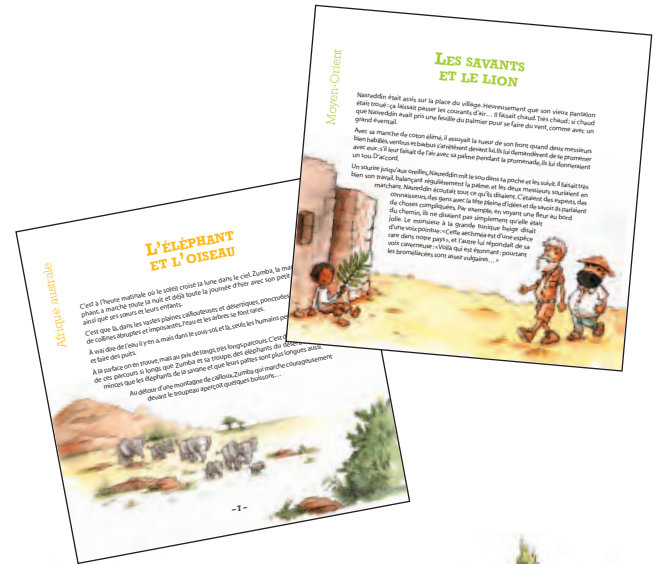 Moyen-Orient
LES SAVANTS
ET LE LION
Nasreddin était assis sur la place du village. Heureusement que son vieux pantalon
était troué : ça laissait passer les courants d'air… Il faisait chaud. Très chaud : si chaud
que Nasreddin avait pris une feuille du palmier pour se faire du vent, comme avec un
grand éventail.
Avec sa manche de coton élimé, il essuyait la sueur de son front quand deux messieurs
bien habillés, ventrus et barbus s'arrêtèrent devant lui. Ils lui demandèrent de se promener
avec eux : s'il leur faisait de l'air avec sa palme pendant la promenade, ils lui donneraient
un sou. D'accord.
Un sourire jusqu'aux oreilles, Nasreddin mit le sou dans sa poche et les suivit. Il faisait très
bien son travail, balançant régulièrement la palme, et les deux messieurs souriaient en
marchant. Nasreddin écoutait tout ce qu'ils disaient. C'étaient des experts, des
connaisseurs, des gens avec la tête pleine d'idées et de savoir. Ils parlaient
de choses compliquées. Par exemple, en voyant une fleur au bord
du chemin, ils ne disaient pas simplement qu'elle était
jolie. Le monsieur à la grande tunique beige disait
d'une voix pointue : « Cette aechmea est d'une espèce
rare dans notre pays », et l'autre lui répondait de sa
voix caverneuse : « Voilà qui est étonnant : pourtant
les broméliacées sont assez vulgaires… »
Afrique australe
L'ÉLÉPHANT
ET L'OISEAU
C'est à l'heure matinale où le soleil croise la lune dans le ciel. Zumba, la
phant, a marché toute la nuit et déjà toute la journée d'hier avec son petit
ainsi que ses sœurs et leurs enfants.
C'est que là, dans les vastes plaines caillouteuses et désertiques, ponctuées
de collines abruptes et imposantes, l'eau et les arbres se font rares.
À vrai dire de l'eau il y en a, mais dans le sous-sol, et là, seuls les humains
et faire des puits.
À la surface on en trouve, mais au prix de longs, très longs parcours. C'est
de ces parcours si longs que Zumba et sa troupe, des éléphants du désert
minces que les éléphants de la savane et que leurs pattes sont plus longues aussi.
Au détour d'une montagne de cailloux, Zumba qui marche courageusement
devant le troupeau aperçoit quelques buissons…
– 7 –